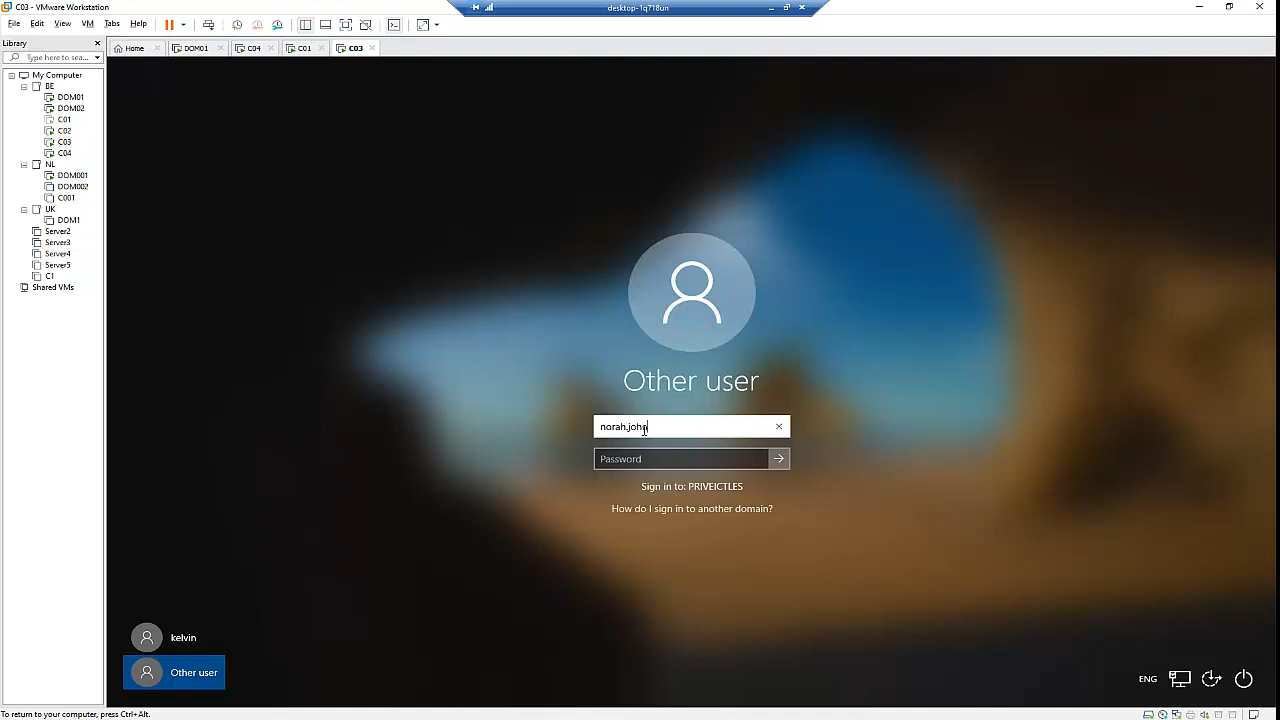 C03 - VMware Workstation
desktop-1q718un
File Edit View VM Tabs Help
Library
Type here to sea...
Home DOM01 C04 C01 C03
My Computer
BE
DOM01
DOM02
C01
C02
C03
C04
NL
DOM001
DOM002
C001
UK
DOM1
Server2
Server3
Server4
Server5
C1
Shared VMs
Other user
norah.john
Password
Sign in to: PRIVEICTLES
How do I sign in to another domain?
kelvin
Other user
ENG
To return to your computer, press Ctrl+Alt.